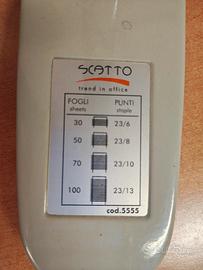 SCATTO
trend in office
FOGLI PUNTI
sheets staple
30 23/6
50 23/8
70 23/10
100 23/13
cod.5555